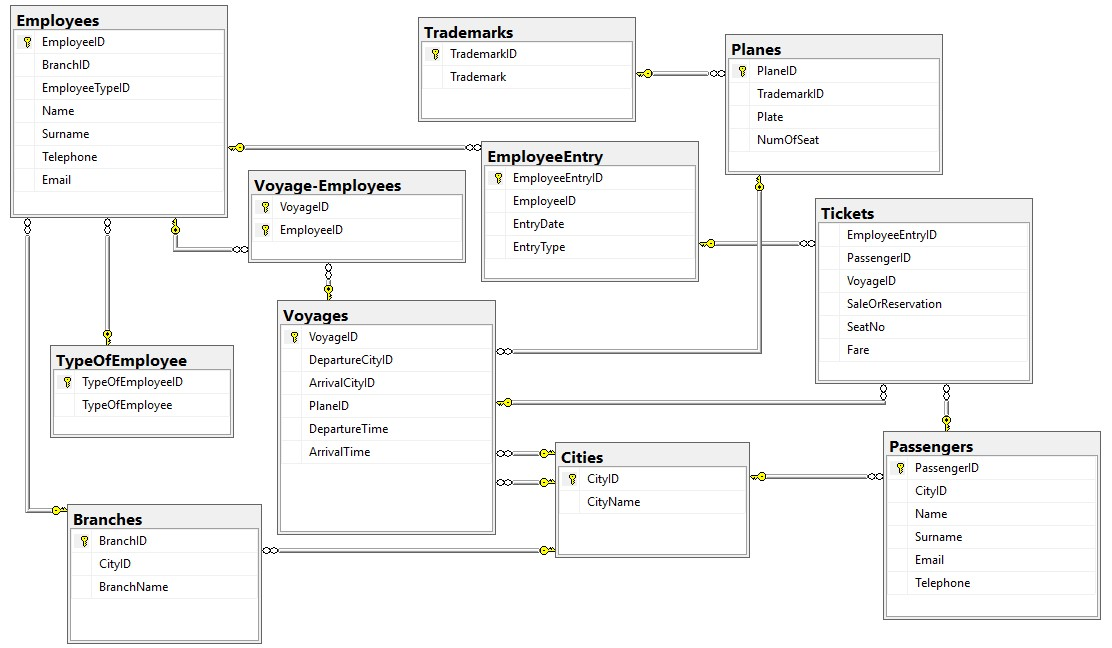 Employees
EmployeeID
BranchID
EmployeeTypeID
Name
Surname
Telephone
Email
Trademarks
TrademarkID
Trademark
Planes
PlaneID
TrademarkID
Plate
NumOfSeat
EmployeeEntry
EmployeeEntryID
EmployeeID
EntryDate
EntryType
Voyage-Employees
VoyageID
EmployeeID
Tickets
EmployeeEntryID
PassengerID
VoyageID
SaleOrReservation
SeatNo
Fare
Voyages
VoyageID
DepartureCityID
ArrivalCityID
PlaneID
DepartureTime
ArrivalTime
TypeOfEmployee
TypeOfEmployeeID
TypeOfEmployee
Cities
CityID
CityName
Passengers
PassengerID
CityID
Name
Surname
Email
Telephone
Branches
BranchID
CityID
BranchName